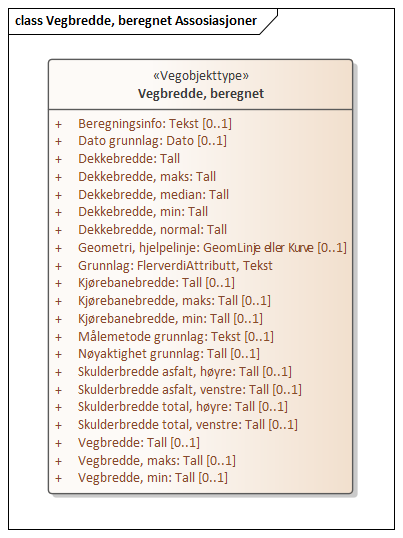 class Vegbredde, beregnet Assosiasjoner
«Vegobjekttype»
Vegbredde, beregnet
+ Beregningsinfo: Tekst [0..1]
+ Dato grunnlag: Dato [0..1]
+ Dekkebredde: Tall
+ Dekkebredde, maks: Tall
+ Dekkebredde, median: Tall
+ Dekkebredde, min: Tall
+ Dekkebredde, normal: Tall
+ Geometri, hjelpelinje: GeomLinje eller Kurve [0..1]
+ Grunnlag: FlerverdiAttributt, Tekst
+ Kjørebanebredde: Tall [0..1]
+ Kjørebanebredde, maks: Tall [0..1]
+ Kjørebanebredde, min: Tall [0..1]
+ Målemetode grunnlag: Tekst [0..1]
+ Nøyaktighet grunnlag: Tall [0..1]
+ Skulderbredde asfalt, høyre: Tall [0..1]
+ Skulderbredde asfalt, venstre: Tall [0..1]
+ Skulderbredde total, høyre: Tall [0..1]
+ Skulderbredde total, venstre: Tall [0..1]
+ Vegbredde: Tall [0..1]
+ Vegbredde, maks: Tall [0..1]
+ Vegbredde, min: Tall [0..1]